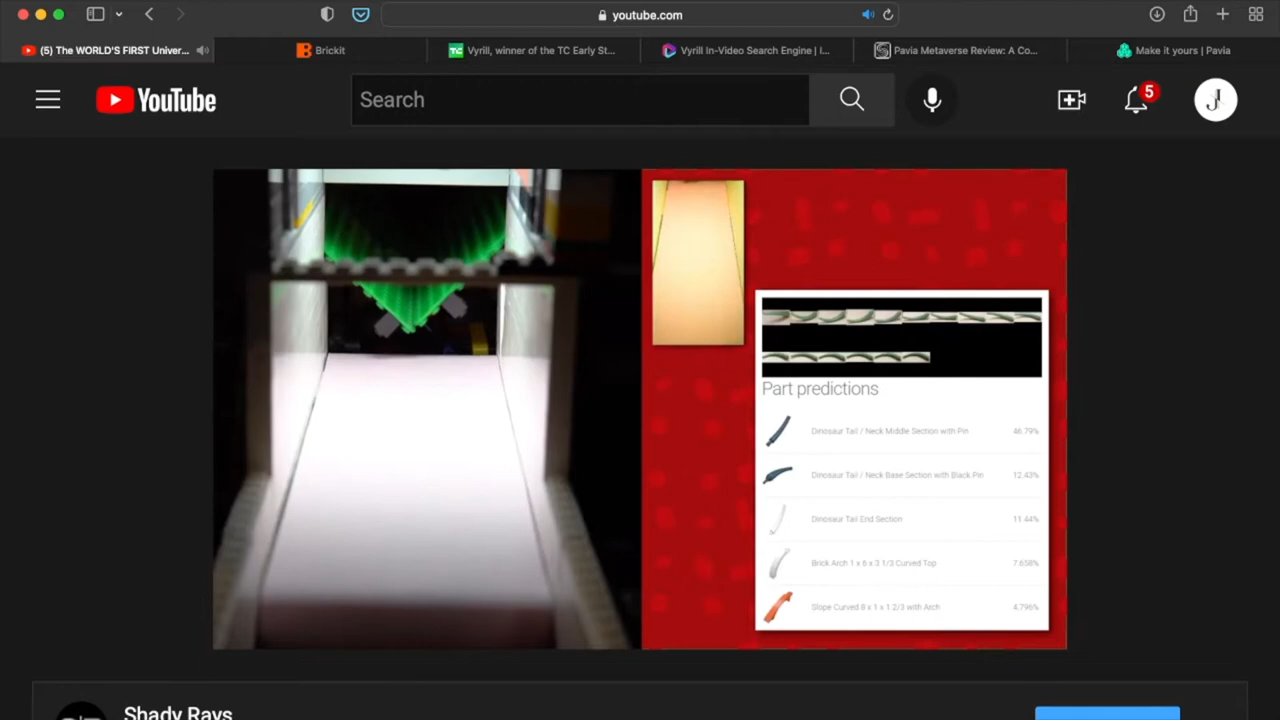 youtube.com
(5) The WORLD'S FIRST Univer...
Brickit
TC
Vyrill, winner of the TC Early St...
Vyrill In-Video Search Engine | I...
Pavia Metaverse Review: A Co...
Make it yours | Pavia
YouTube
Search
5
J
Part predictions
Dinosaur Tail / Neck Middle Section with Pin 46.79%
Dinosaur Tail / Neck Base Section with Black Pin 12.43%
Dinosaur Tail End Section 11.44%
Brick Arch 1 x 6 x 3 1/3 Curved Top 7.658%
Slope Curved 8 x 1 x 1 2/3 with Arch 4.796%
Shady Rays